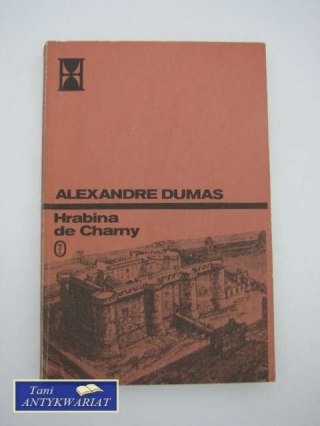 ALEXANDRE DUMAS
Hrabina
de Charny
Tani
ANTYKWARIAT